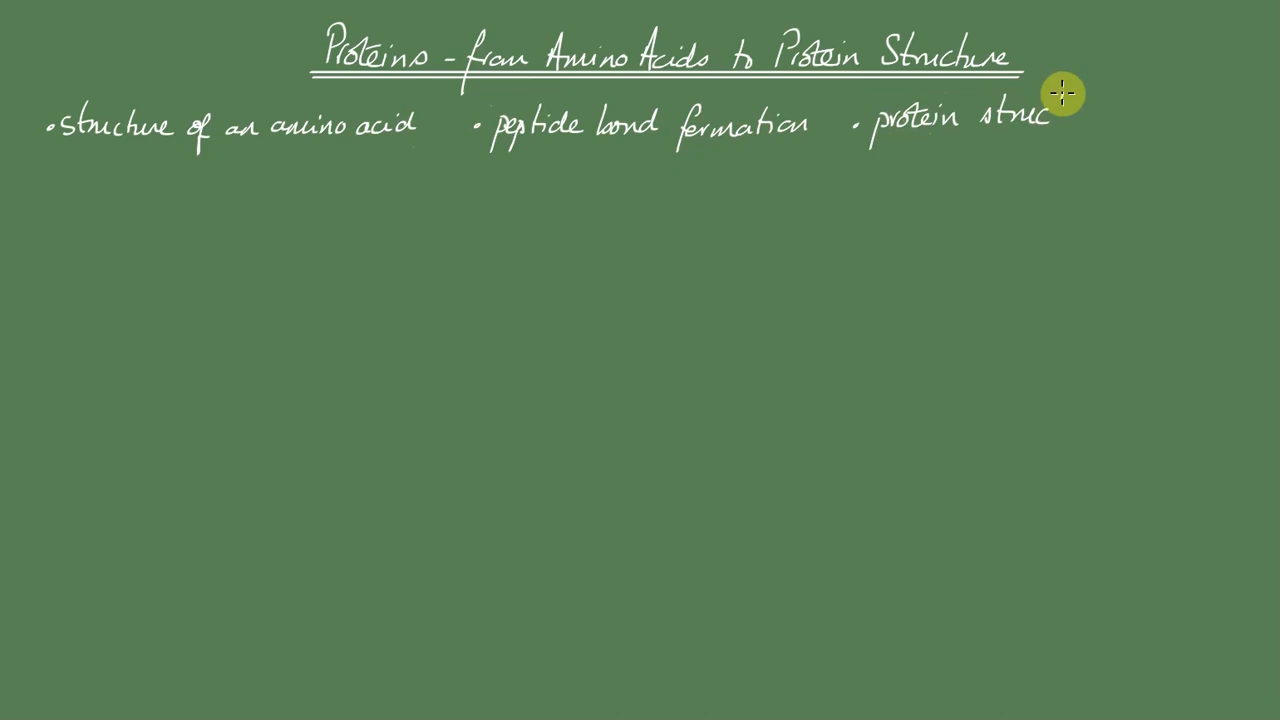 Proteins - from Amino Acids to Protein Structure
• structure of an amino acid • peptide bond formation • protein struc